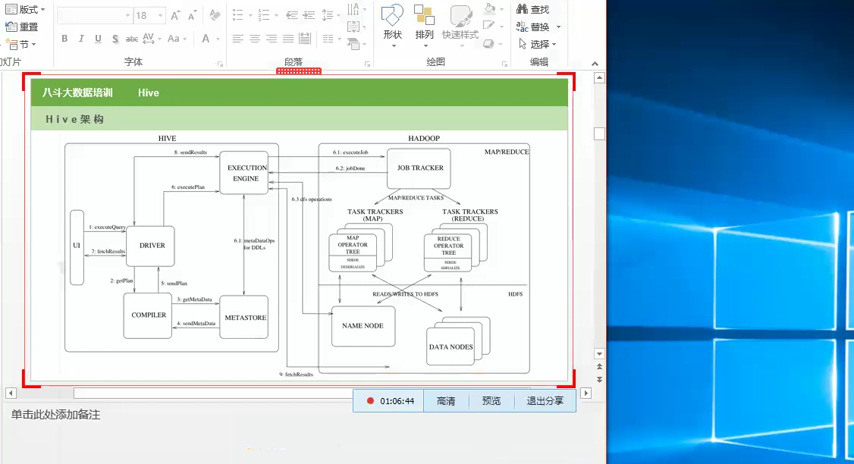 版式
重置
节
灯片
18
B I U S abc AV Aa A
字体
段落
形状
排列
快速样式
绘图
查找
替换
选择
编辑
八斗大数据培训 Hive
Hive架构
HIVE
HADOOP
MAP/REDUCE
8: sendResults
6.1: executeJob
6.2: jobDone
EXECUTION
ENGINE
JOB TRACKER
6: executePlan
6.3 dfs operations
MAP/REDUCE TASKS
TASK TRACKERS
(MAP)
TASK TRACKERS
(REDUCE)
1: executeQuery
UI
DRIVER
7: fetchResults
6.1: metaDataOps
for DDLs
MAP
OPERATOR
TREE
REDUCE
OPERATOR
TREE
2: getPlan
5: sendPlan
READS/WRITES TO HDFS
HDFS
3: getMetaData
COMPILER
METASTORE
4: sendMetaData
NAME NODE
DATA NODES
9: fetchResults
01:06:44
高清
预览
退出分享
单击此处添加备注